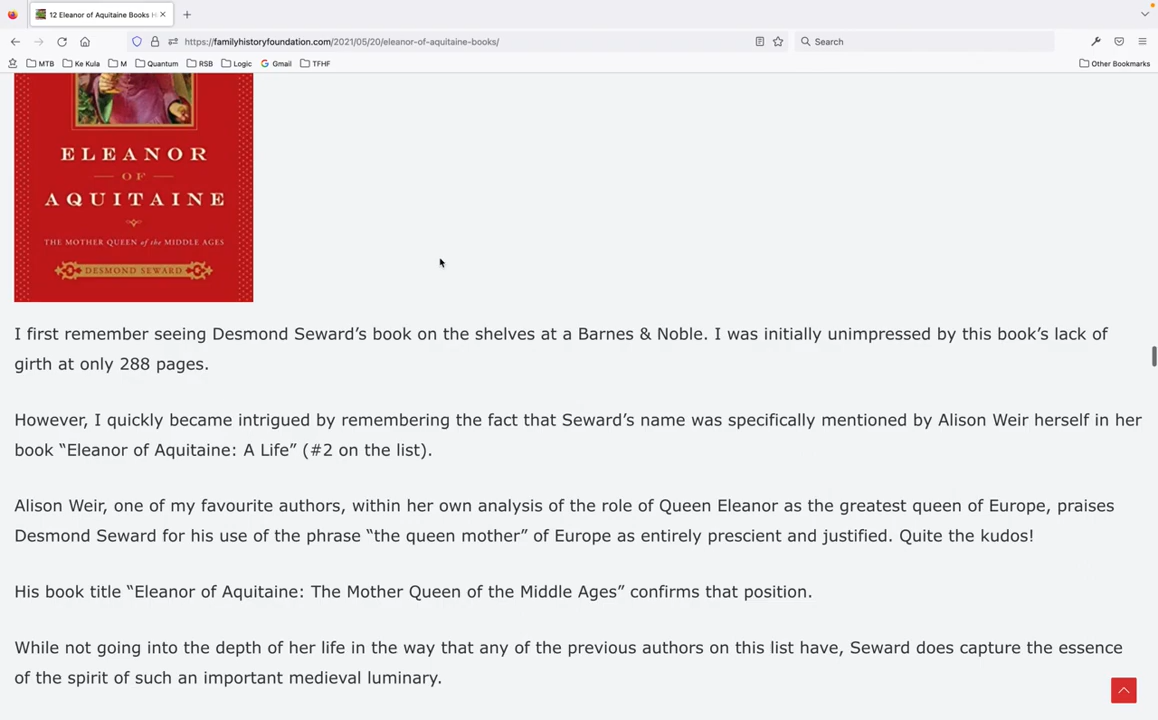 12 Eleanor of Aquitaine Books H
https://familyhistoryfoundation.com/2021/05/20/eleanor-of-aquitaine-books/
Search
MTB Ke Kula M Quantum RSB Logic Gmail TFHF Other Bookmarks
ELEANOR
OF
AQUITAINE
THE MOTHER QUEEN of the MIDDLE AGES
DESMOND SEWARD
I first remember seeing Desmond Seward’s book on the shelves at a Barnes & Noble. I was initially unimpressed by this book’s lack of
girth at only 288 pages.
However, I quickly became intrigued by remembering the fact that Seward’s name was specifically mentioned by Alison Weir herself in her
book “Eleanor of Aquitaine: A Life” (#2 on the list).
Alison Weir, one of my favourite authors, within her own analysis of the role of Queen Eleanor as the greatest queen of Europe, praises
Desmond Seward for his use of the phrase “the queen mother” of Europe as entirely prescient and justified. Quite the kudos!
His book title “Eleanor of Aquitaine: The Mother Queen of the Middle Ages” confirms that position.
While not going into the depth of her life in the way that any of the previous authors on this list have, Seward does capture the essence
of the spirit of such an important medieval luminary.